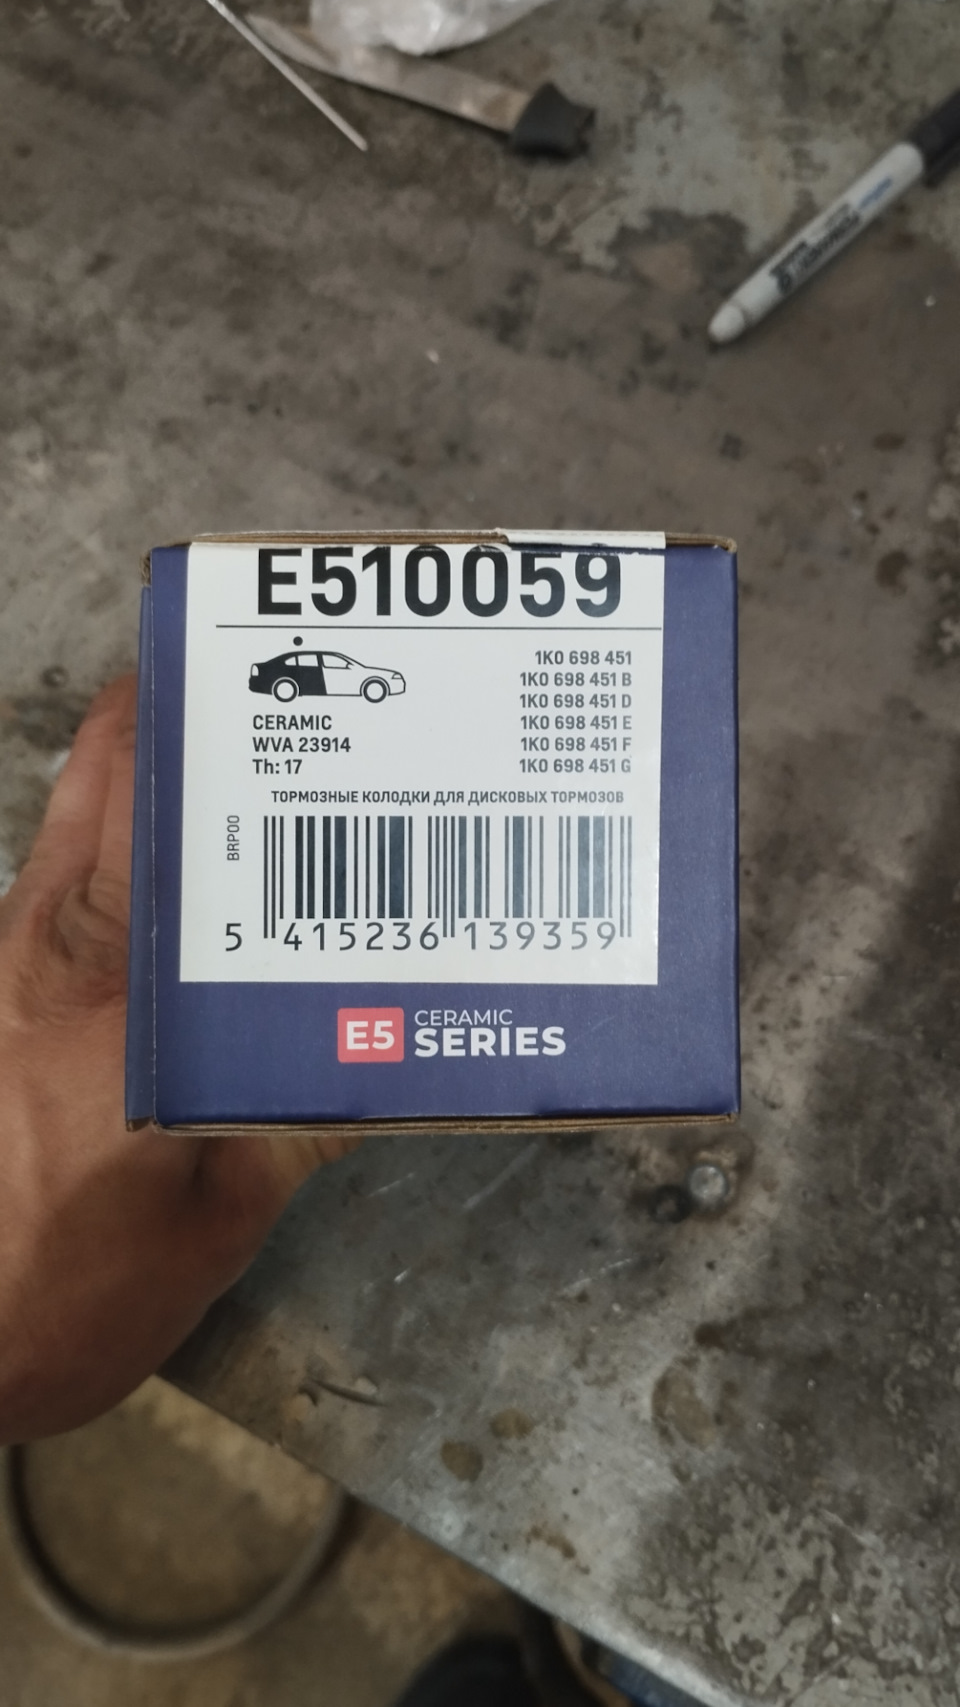 E510059
1K0 698 451
1K0 698 451 B
1K0 698 451 D
1K0 698 451 E
1K0 698 451 F
1K0 698 451 G
CERAMIC
WVA 23914
Th: 17
ТОРМОЗНЫЕ КОЛОДКИ ДЛЯ ДИСКОВЫХ ТОРМОЗОВ
BRP00
5 415236 139359
E5 CERAMIC
SERIES